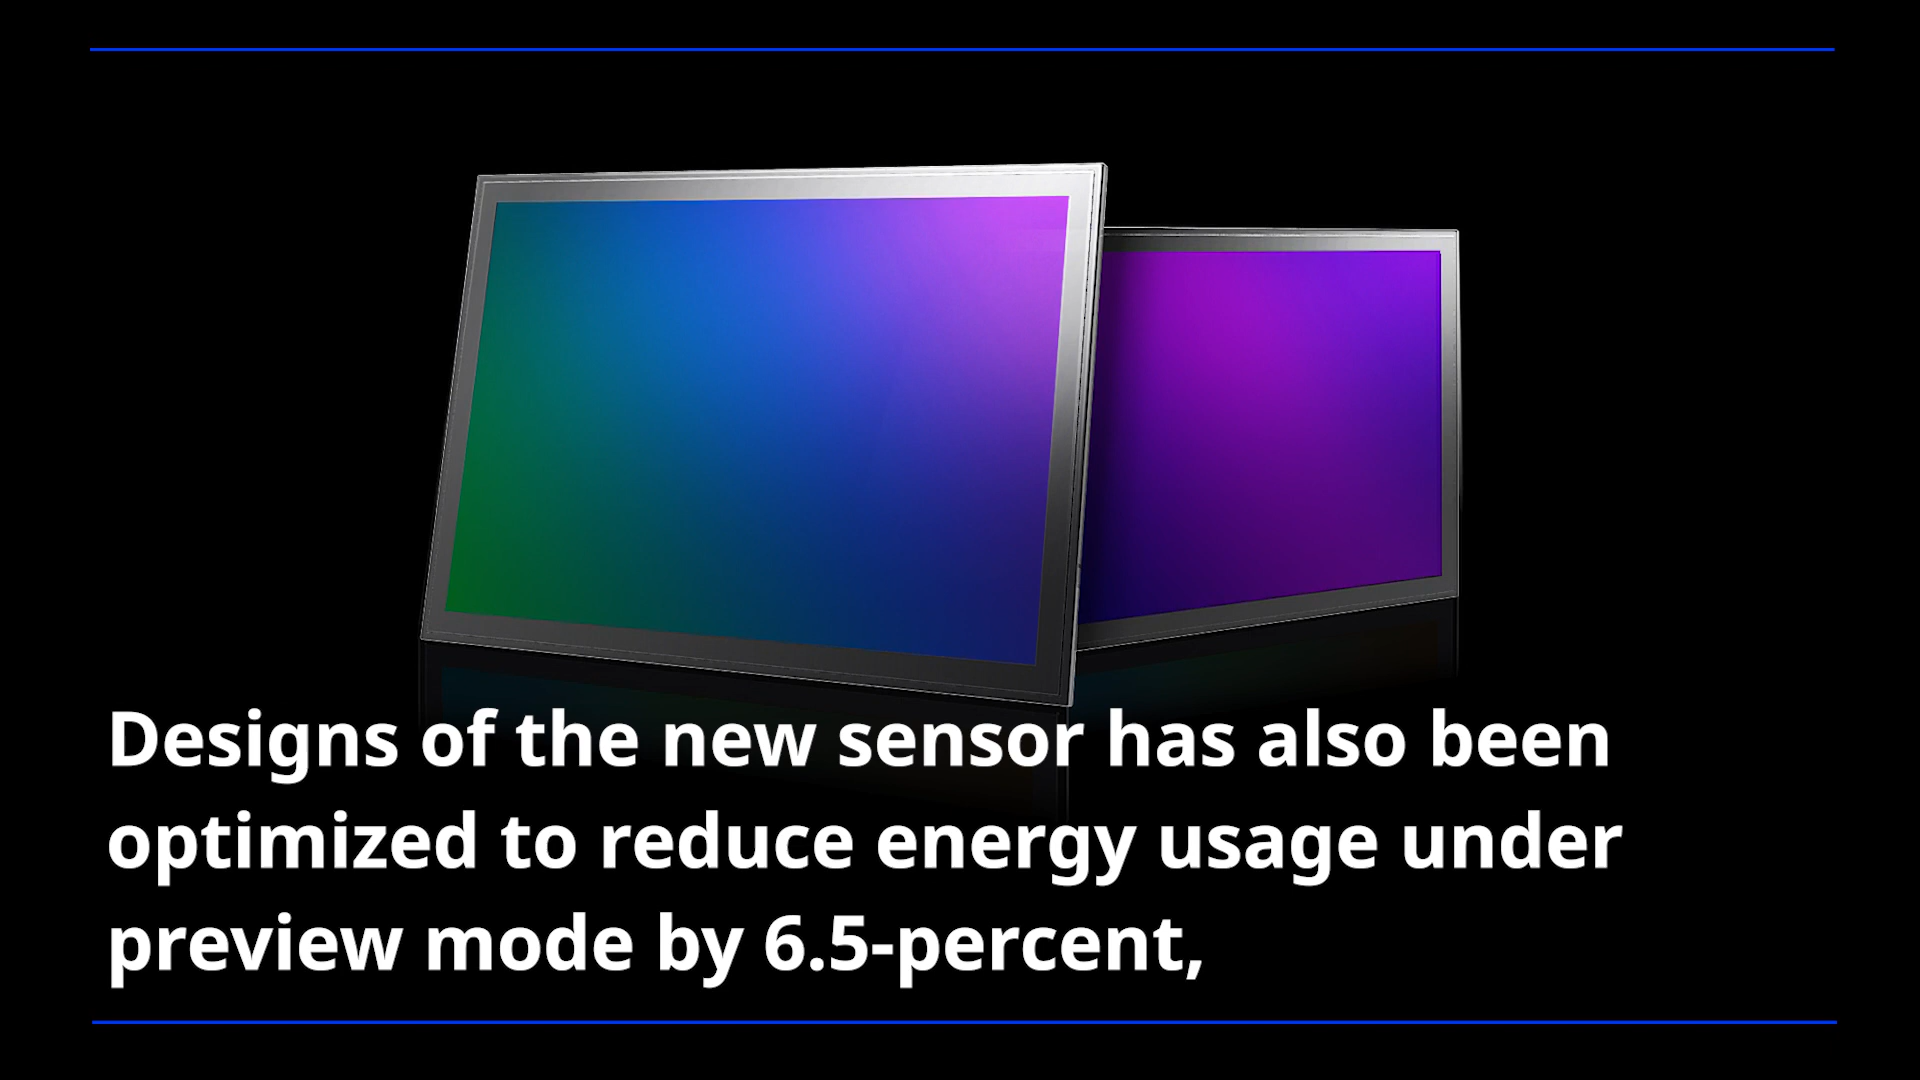 Designs of the new sensor has also been
optimized to reduce energy usage under
preview mode by 6.5-percent,